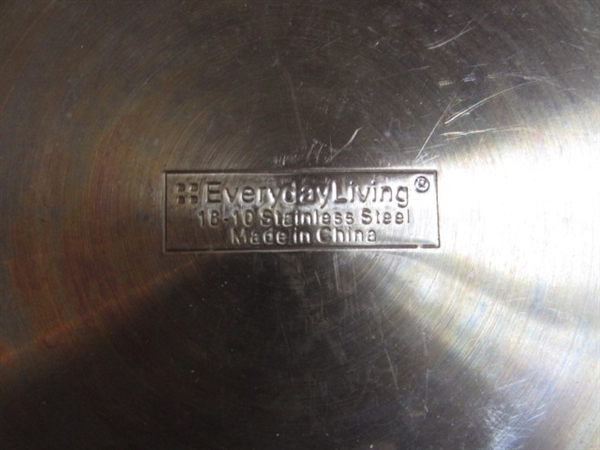 EverydayLiving®
18-10 Stainless Steel
Made in China